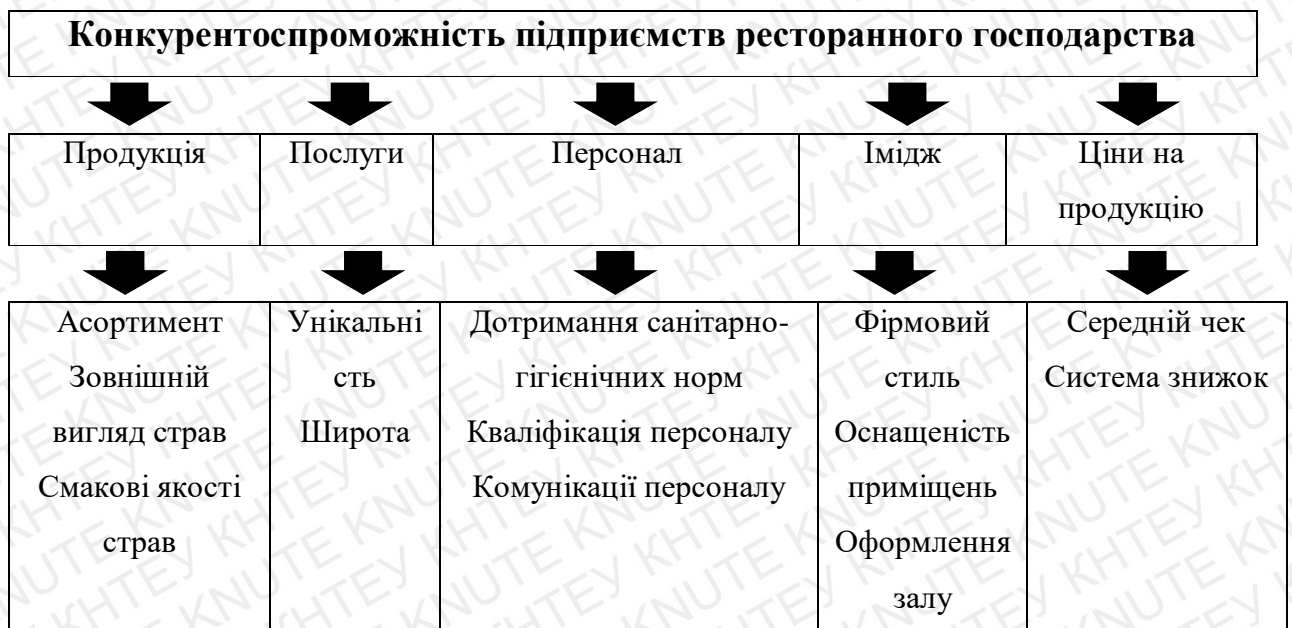 Конкурентоспроможність підприємств ресторанного господарства
Продукція
Послуги
Персонал
Імідж
Ціни на
продукцію
Асортимент
Зовнішній
вигляд страв
Смакові якості
страв
Унікальні
сть
Широта
Дотримання санітарно-
гігієнічних норм
Кваліфікація персоналу
Комунікації персоналу
Фірмовий
стиль
Оснащеність
приміщень
Оформлення
залу
Середній чек
Система знижок